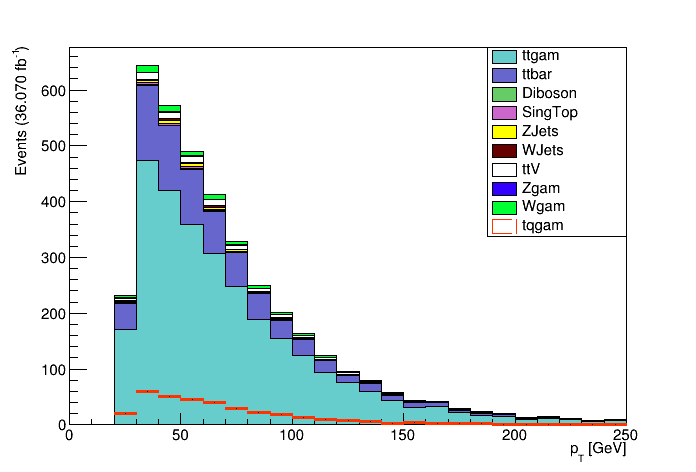 Events (36.070 fb⁻¹)
600
500
400
300
200
100
0
0
50
100
150
200
250
p_T [GeV]
ttgam
ttbar
Diboson
SingTop
ZJets
WJets
ttV
Zgam
Wgam
tqgam